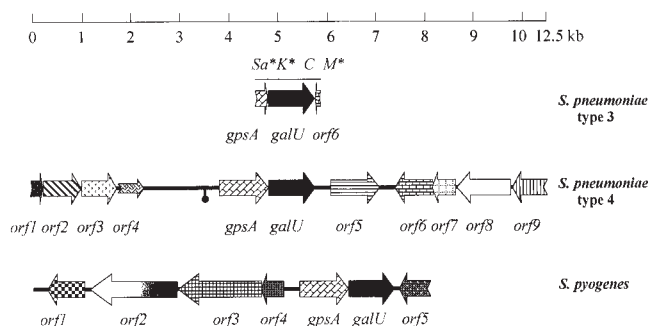 0 1 2 3 4 5 6 7 8 9 10 12.5 kb
Sa*K* C M*
gpsA galU orf6
S. pneumoniae
type 3
orf1 orf2 orf3 orf4 gpsA galU orf5 orf6 orf7 orf8 orf9
S. pneumoniae
type 4
orf1 orf2 orf3 orf4 gpsA galU orf5
S. pyogenes